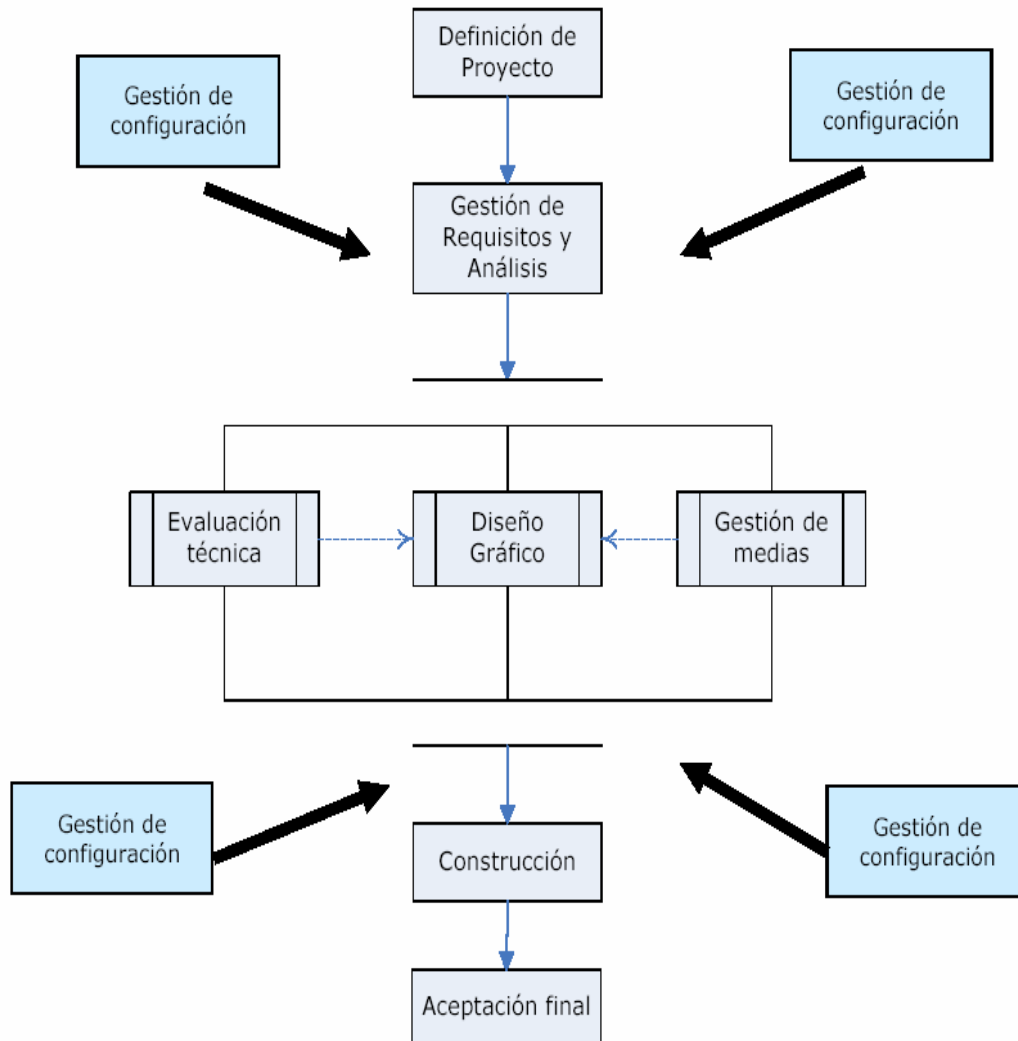 Definición de
Proyecto
Gestión de
configuración
Gestión de
configuración
Gestión de
Requisitos y
Análisis
Evaluación
técnica
Diseño
Gráfico
Gestión de
medias
Gestión de
configuración
Gestión de
configuración
Construcción
Aceptación final